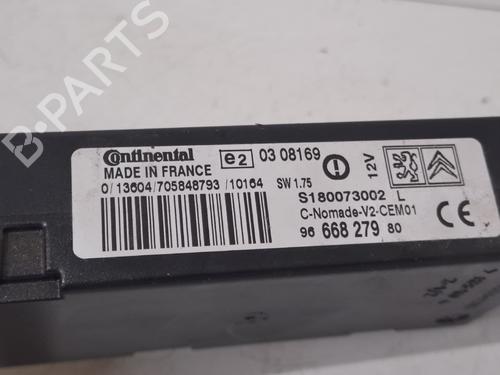 Continental
MADE IN FRANCE
e2
03 08169
12V
0/13604/705848793/10164
SW 1.75
S180073002 L
C-Nomade-V2-CEM01
96 668 279 80
CE
B-PARTS